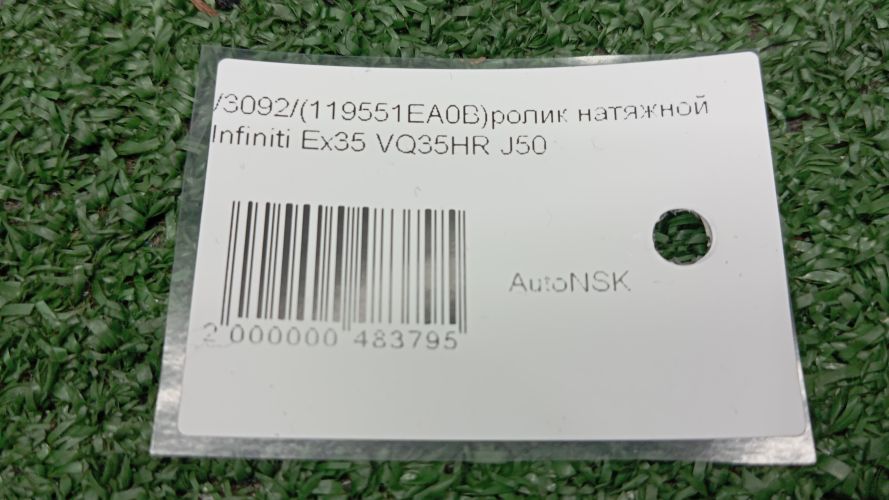 /3092/(119551EA0B)ролик натяжной
Infiniti Ex35 VQ35HR J50
AutoNSK
2 000000 483795